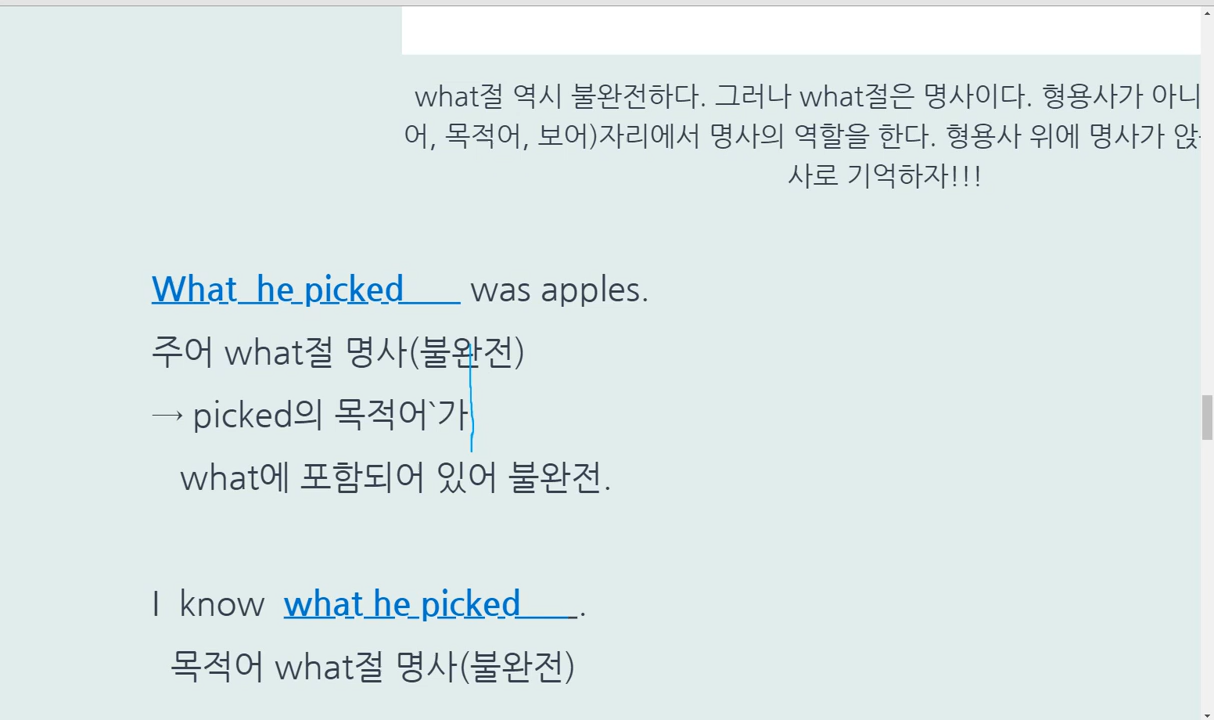 what절 역시 불완전하다. 그러나 what절은 명사이다. 형용사가 아니
어, 목적어, 보어)자리에서 명사의 역할을 한다. 형용사 위에 명사가 앉
사로 기억하자!!!
What he picked___ was apples.
주어 what절 명사(불완전)
→ picked의 목적어`가
what에 포함되어 있어 불완전.
I know what he picked___.
목적어 what절 명사(불완전)